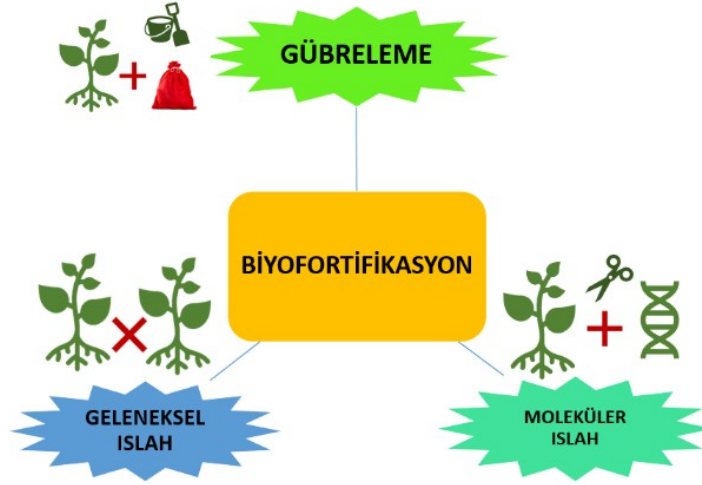 GÜBRELEME
BİYOFORTİFİKASYON
GELENEKSEL
ISLAH
MOLEKÜLER
ISLAH